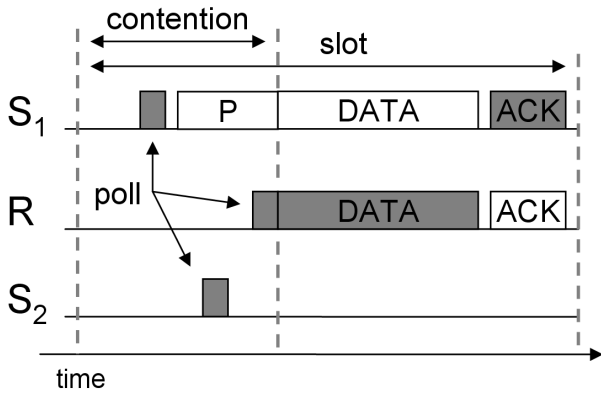 contention
slot
S1 P DATA ACK
poll
R DATA ACK
S2
time